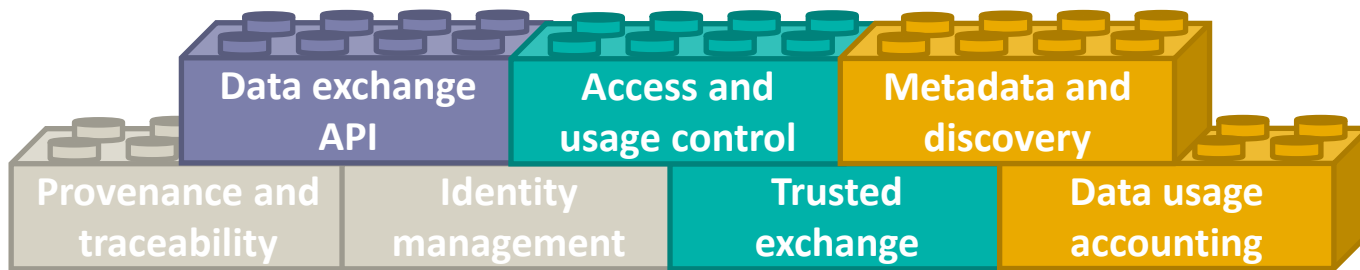 Data exchange
API
Access and
usage control
Metadata and
discovery
Provenance and
traceability
Identity
management
Trusted
exchange
Data usage
accounting